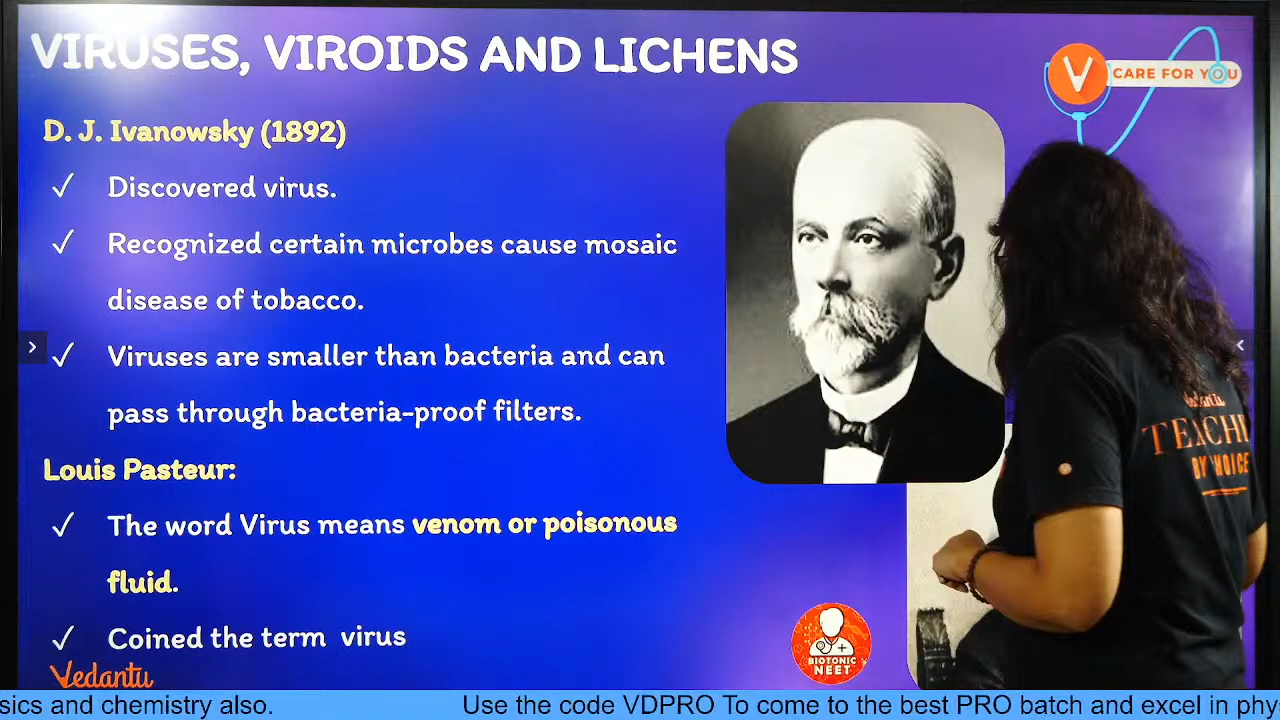 VIRUSES, VIROIDS AND LICHENS
V CARE FOR YOU
D. J. Ivanowsky (1892)
✓ Discovered virus.
✓ Recognized certain microbes cause mosaic
disease of tobacco.
✓ Viruses are smaller than bacteria and can
pass through bacteria-proof filters.
Louis Pasteur:
✓ The word Virus means venom or poisonous
fluid.
✓ Coined the term virus
Vedantu
BIOTONIC
NEET
BY CHOICE
sics and chemistry also. Use the code VDPRO To come to the best PRO batch and excel in phy